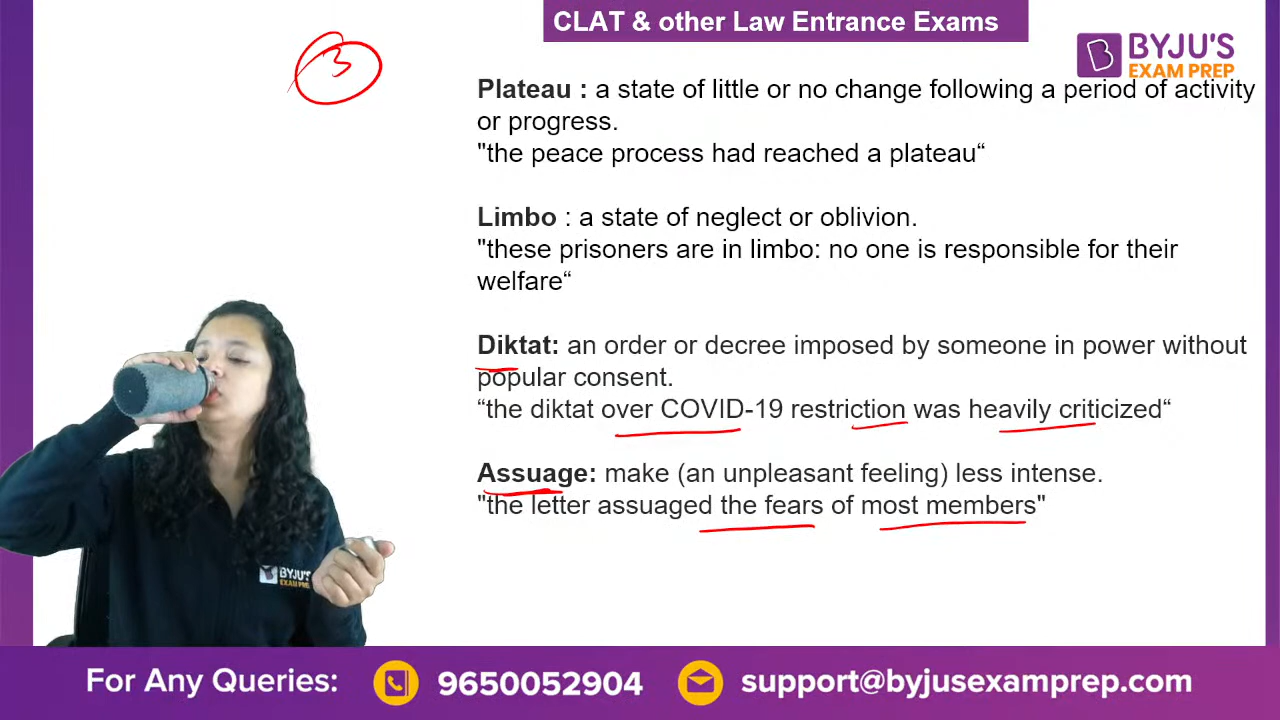 CLAT & other Law Entrance Exams
BYJU'S
EXAM PREP
3
Plateau : a state of little or no change following a period of activity
or progress.
"the peace process had reached a plateau“
Limbo : a state of neglect or oblivion.
"these prisoners are in limbo: no one is responsible for their
welfare“
Diktat: an order or decree imposed by someone in power without
popular consent.
“the diktat over COVID-19 restriction was heavily criticized“
Assuage: make (an unpleasant feeling) less intense.
"the letter assuaged the fears of most members"
BYJU'S
EXAM PREP
For Any Queries:
9650052904
support@byjusexamprep.com